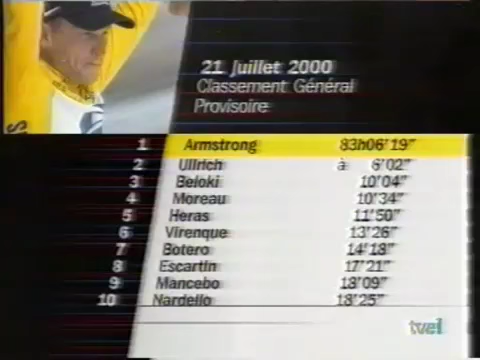 21 Juillet 2000
Classement Général
Provisoire
1 Armstrong 83h06'19"
2 Ullrich à 6'02"
3 Beloki 10'04"
4 Moreau 10'34"
5 Heras 11'50"
6 Virenque 13'26"
7 Botero 14'18"
8 Escartin 17'21"
9 Mancebo 18'09"
10 Nardello 18'25"
tve1